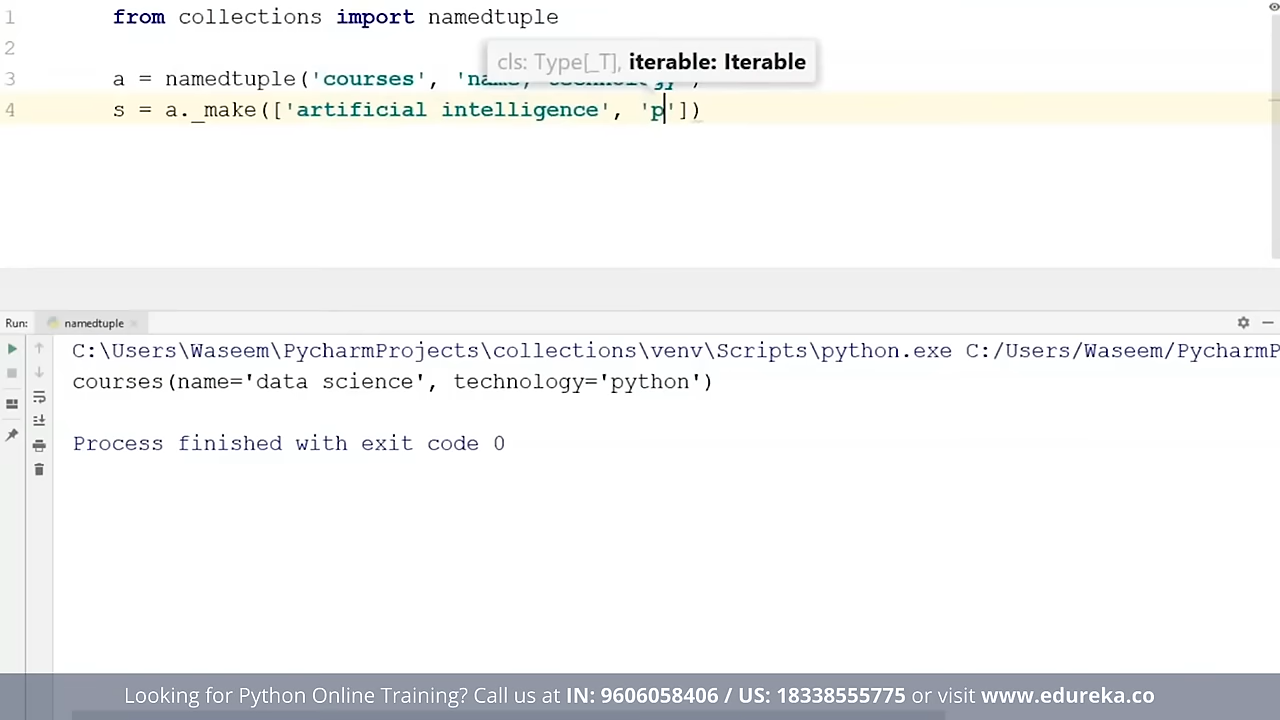 1 from collections import namedtuple
2
cls: Type[_T], iterable: Iterable
3 a = namedtuple('courses', 'name, technology')
4 s = a._make(['artificial intelligence', 'p'])
Run: namedtuple
C:\Users\Waseem\PycharmProjects\collections\venv\Scripts\python.exe C:/Users/Waseem/PycharmP
courses(name='data science', technology='python')
Process finished with exit code 0
Looking for Python Online Training? Call us at IN: 9606058406 / US: 18338555775 or visit www.edureka.co